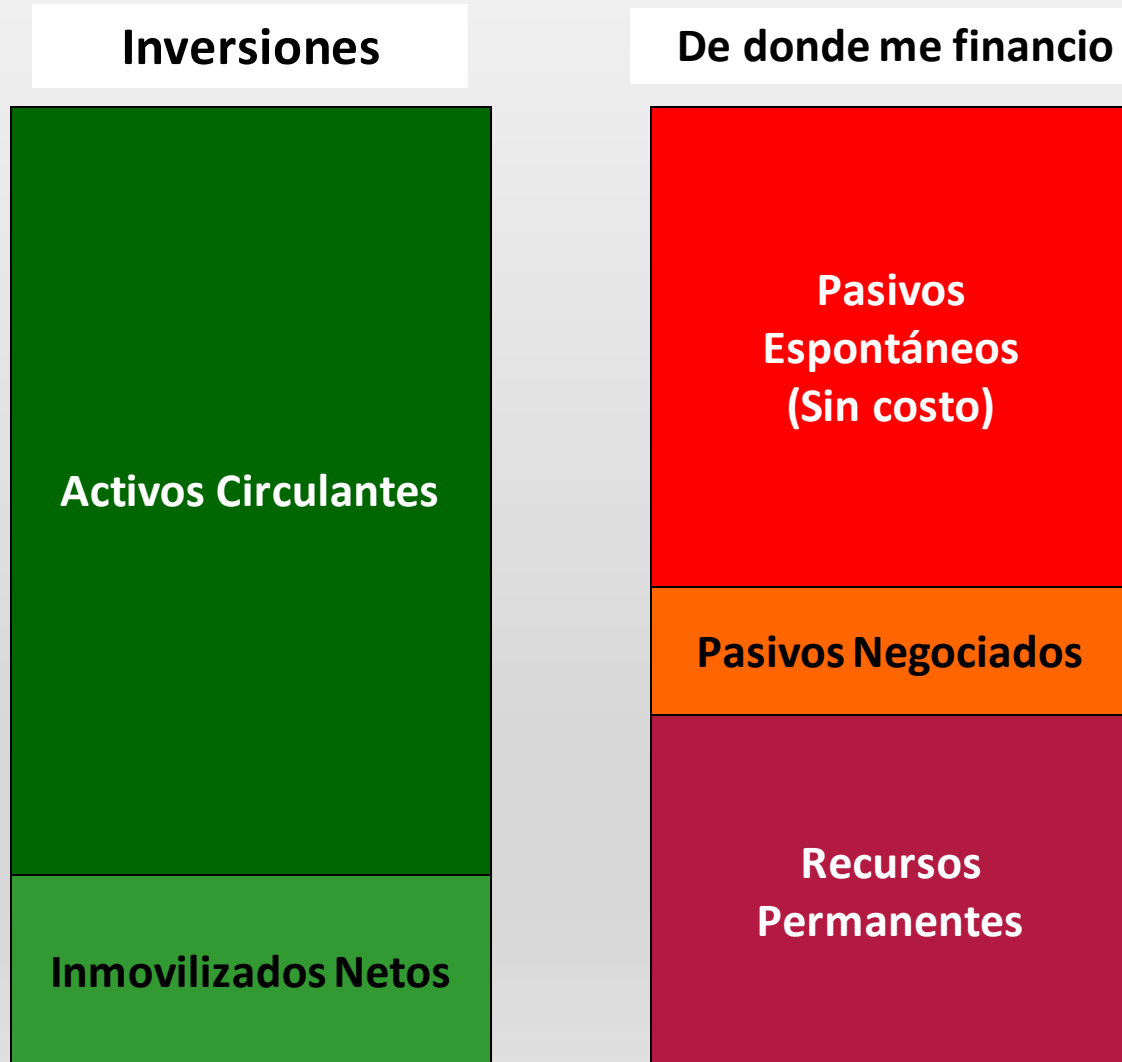 Inversiones
De donde me financio
Activos Circulantes
Inmovilizados Netos
Pasivos
Espontáneos
(Sin costo)
Pasivos Negociados
Recursos
Permanentes